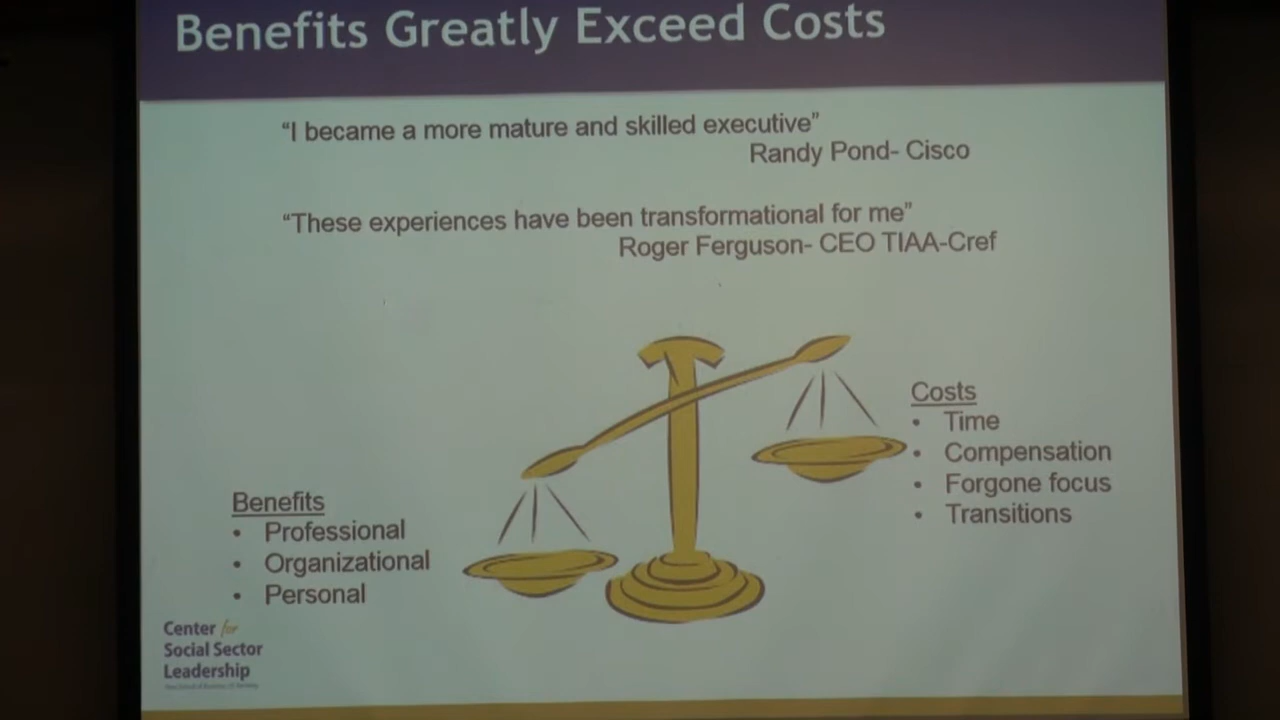 Benefits Greatly Exceed Costs
“I became a more mature and skilled executive”
Randy Pond- Cisco
“These experiences have been transformational for me”
Roger Ferguson- CEO TIAA-Cref
Costs
• Time
• Compensation
• Forgone focus
• Transitions
Benefits
• Professional
• Organizational
• Personal
Center for
Social Sector
Leadership